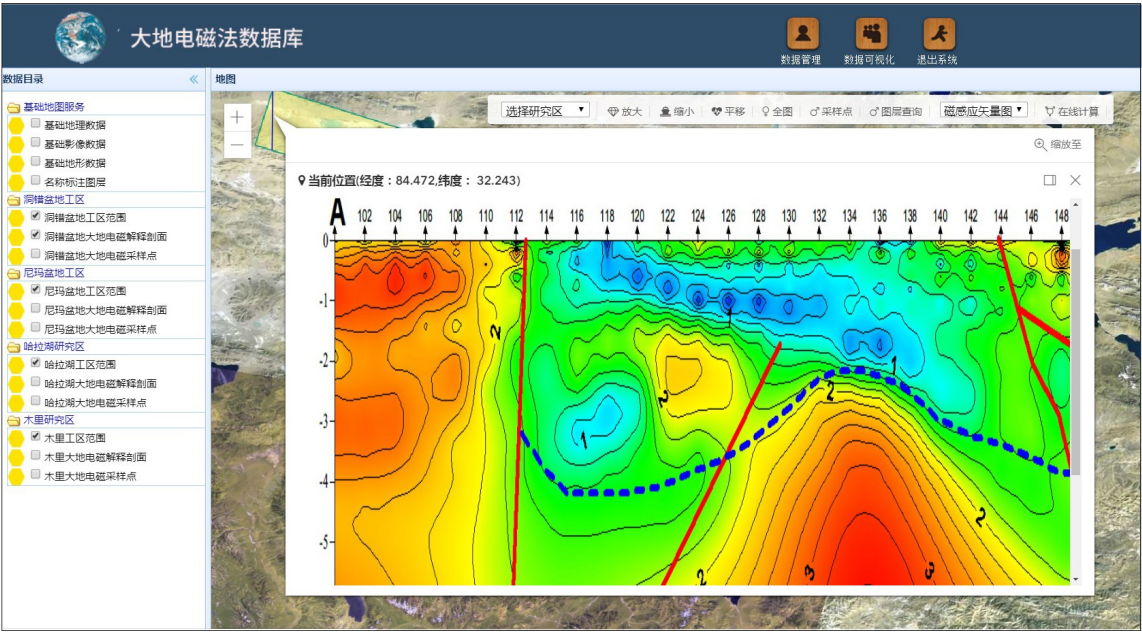 大地电磁法数据库
数据管理 数据可视化 退出系统
数据目录 «
地图
基础地图服务
基础地理数据
基础影像数据
基础地形数据
名称标注图层
洞错盆地工区
洞错盆地工区范围
洞错盆地大地电磁解释剖面
洞错盆地大地电磁采样点
尼玛盆地工区
尼玛盆地工区范围
尼玛盆地大地电磁解释剖面
尼玛盆地大地电磁采样点
哈拉湖研究区
哈拉湖工区范围
哈拉湖大地电磁解释剖面
哈拉湖大地电磁采样点
木里研究区
木里工区范围
木里大地电磁解释剖面
木里大地电磁采样点
选择研究区 放大 缩小 平移 全图 采样点 图层查询 磁感应矢量图 在线计算
缩放至
当前位置(经度：84.472,纬度： 32.243)
A 102 104 106 108 110 112 114 116 118 120 122 124 126 128 130 132 134 136 138 140 142 144 146 148
0
-1
-2
-3
-4
-5
2
1
1
2
2
1
2
2
3
3